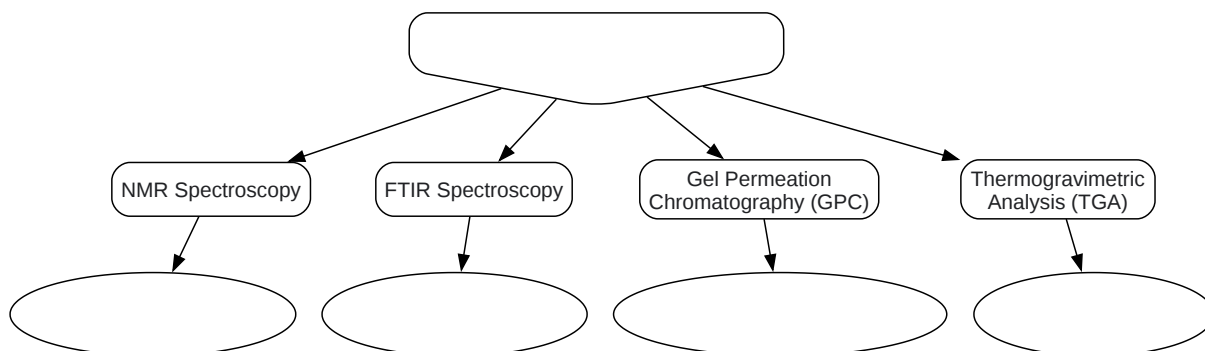 NMR Spectroscopy
FTIR Spectroscopy
Gel Permeation
Chromatography (GPC)
Thermogravimetric
Analysis (TGA)